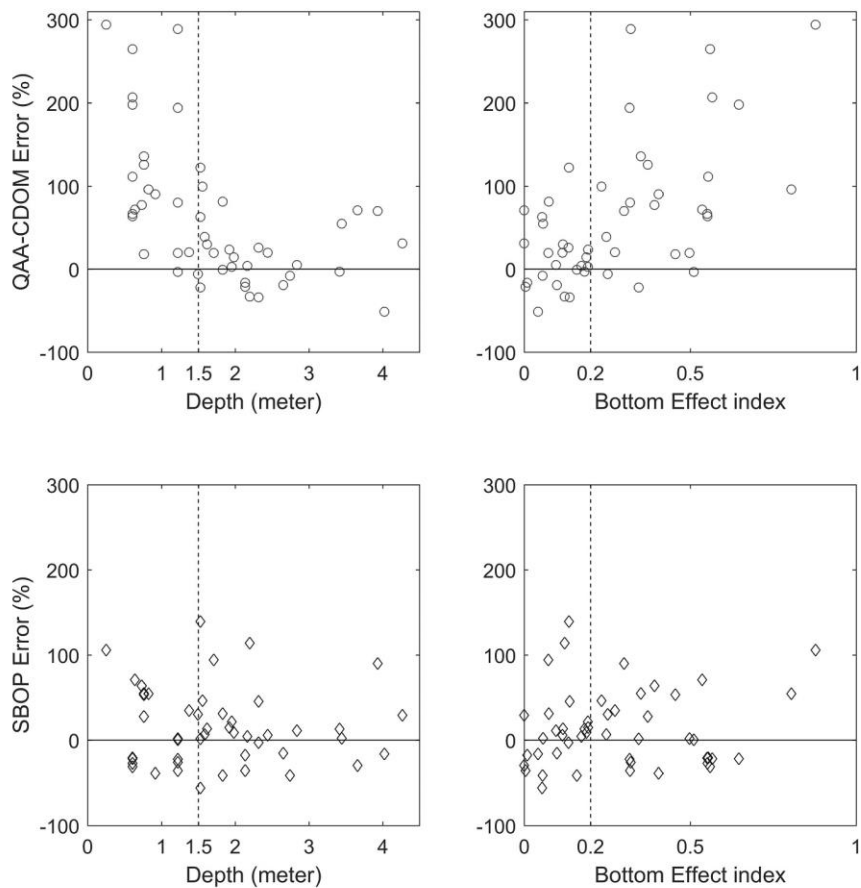 300
200
100
0
-100
QAA-CDOM Error (%)
0 1 1.5 2 3 4
Depth (meter)
300
200
100
0
-100
0 0.2 0.5 1
Bottom Effect index
300
200
100
0
-100
SBOP Error (%)
0 1 1.5 2 3 4
Depth (meter)
300
200
100
0
-100
0 0.2 0.5 1
Bottom Effect index